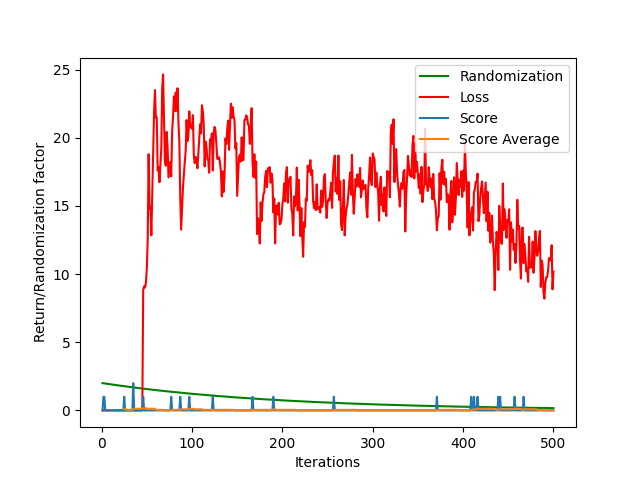 25
20
15
10
5
0
Return/Randomization factor
Randomization
Loss
Score
Score Average
0
100
200
300
400
500
Iterations